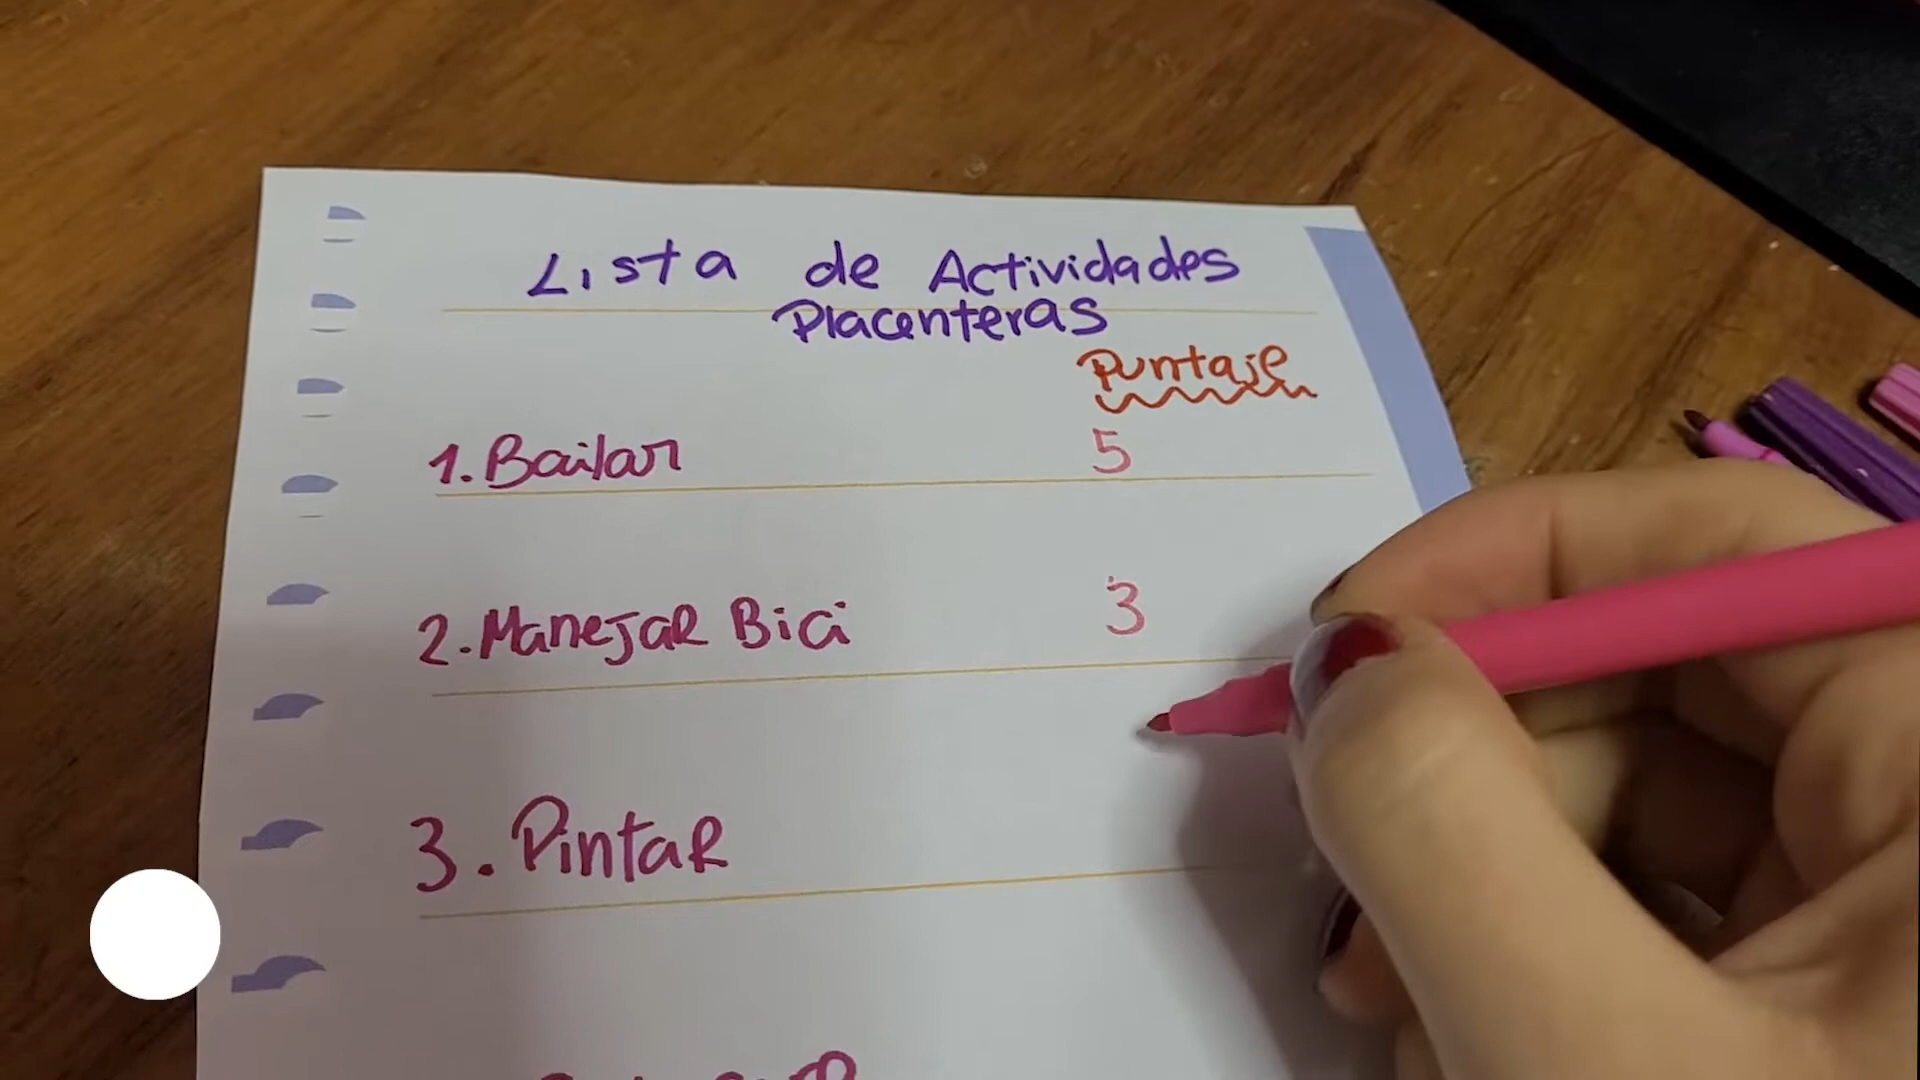 Lista de Actividades
Placenteras
Puntaje
1. Bailar 5
2. Manejar Bici 3
3. Pintar